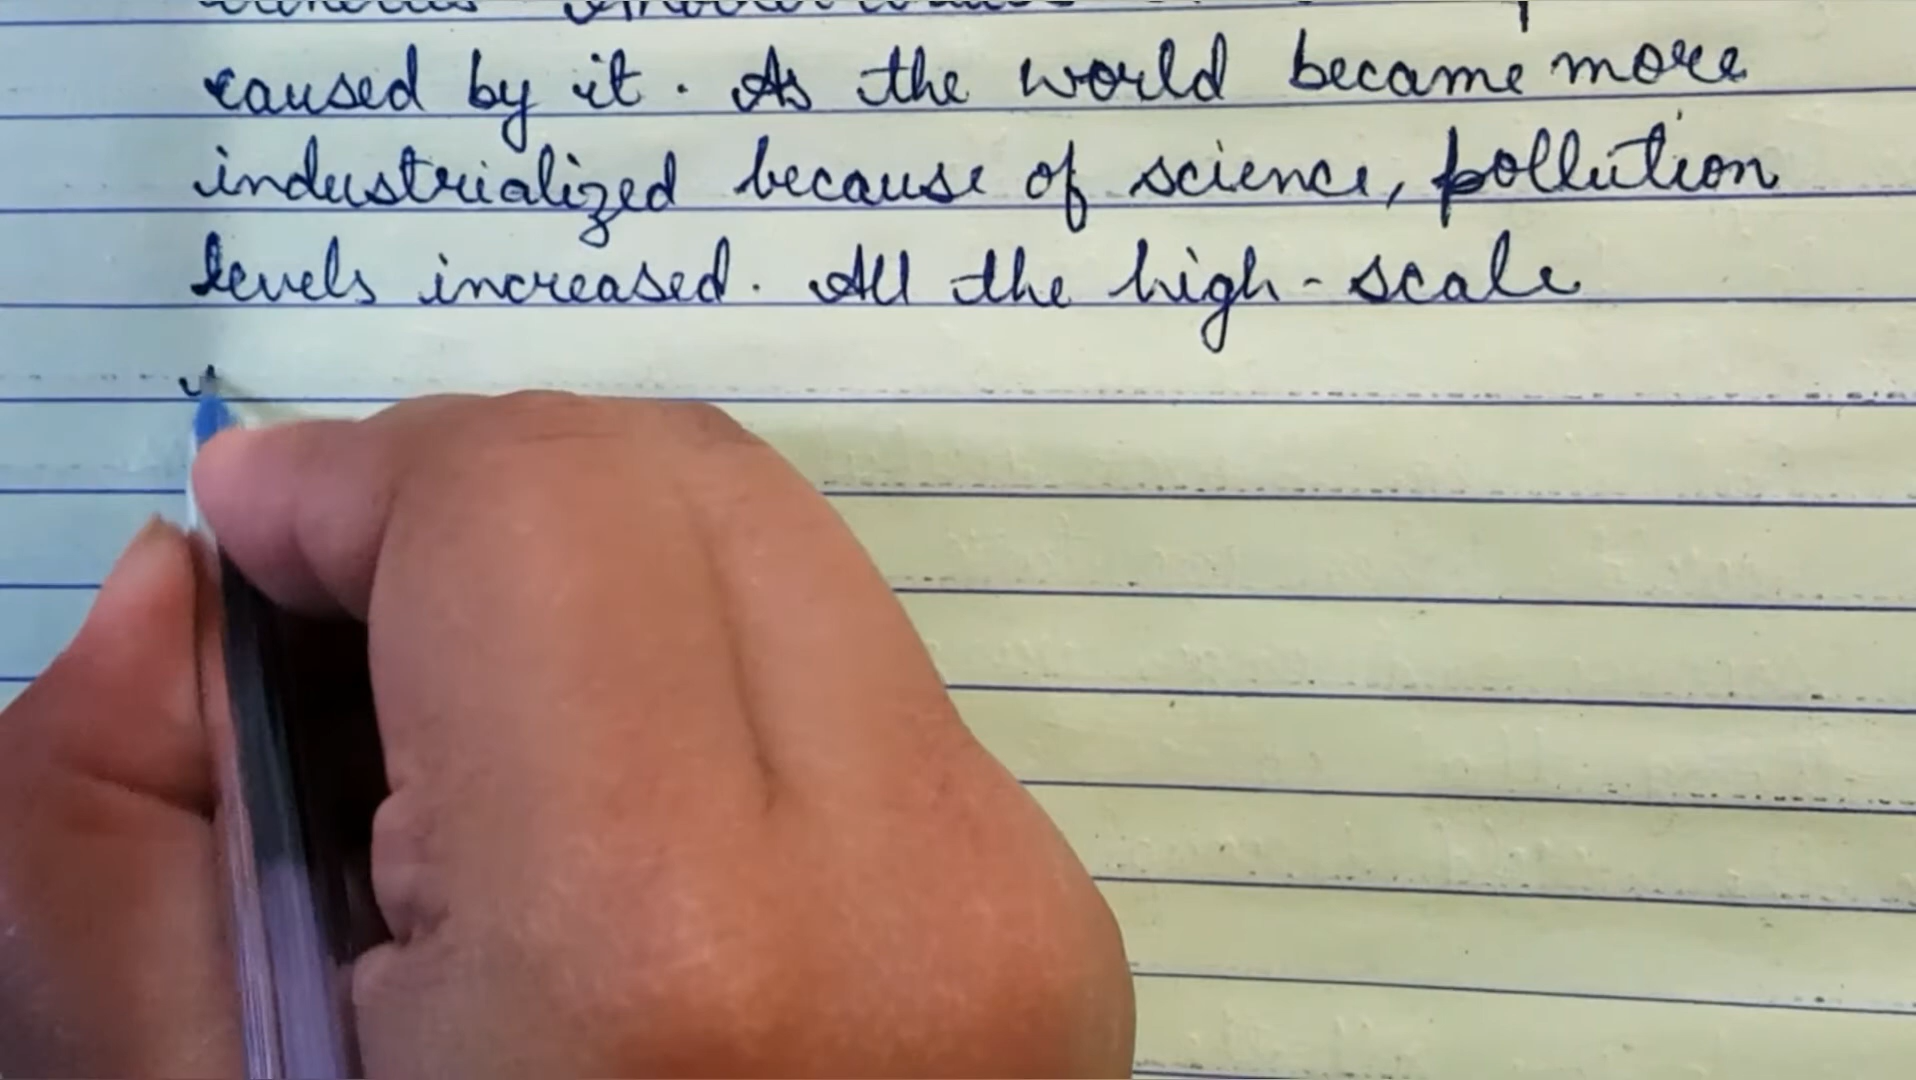 caused by it. As the world became more
industrialized because of science, pollution
levels increased. All the high-scale